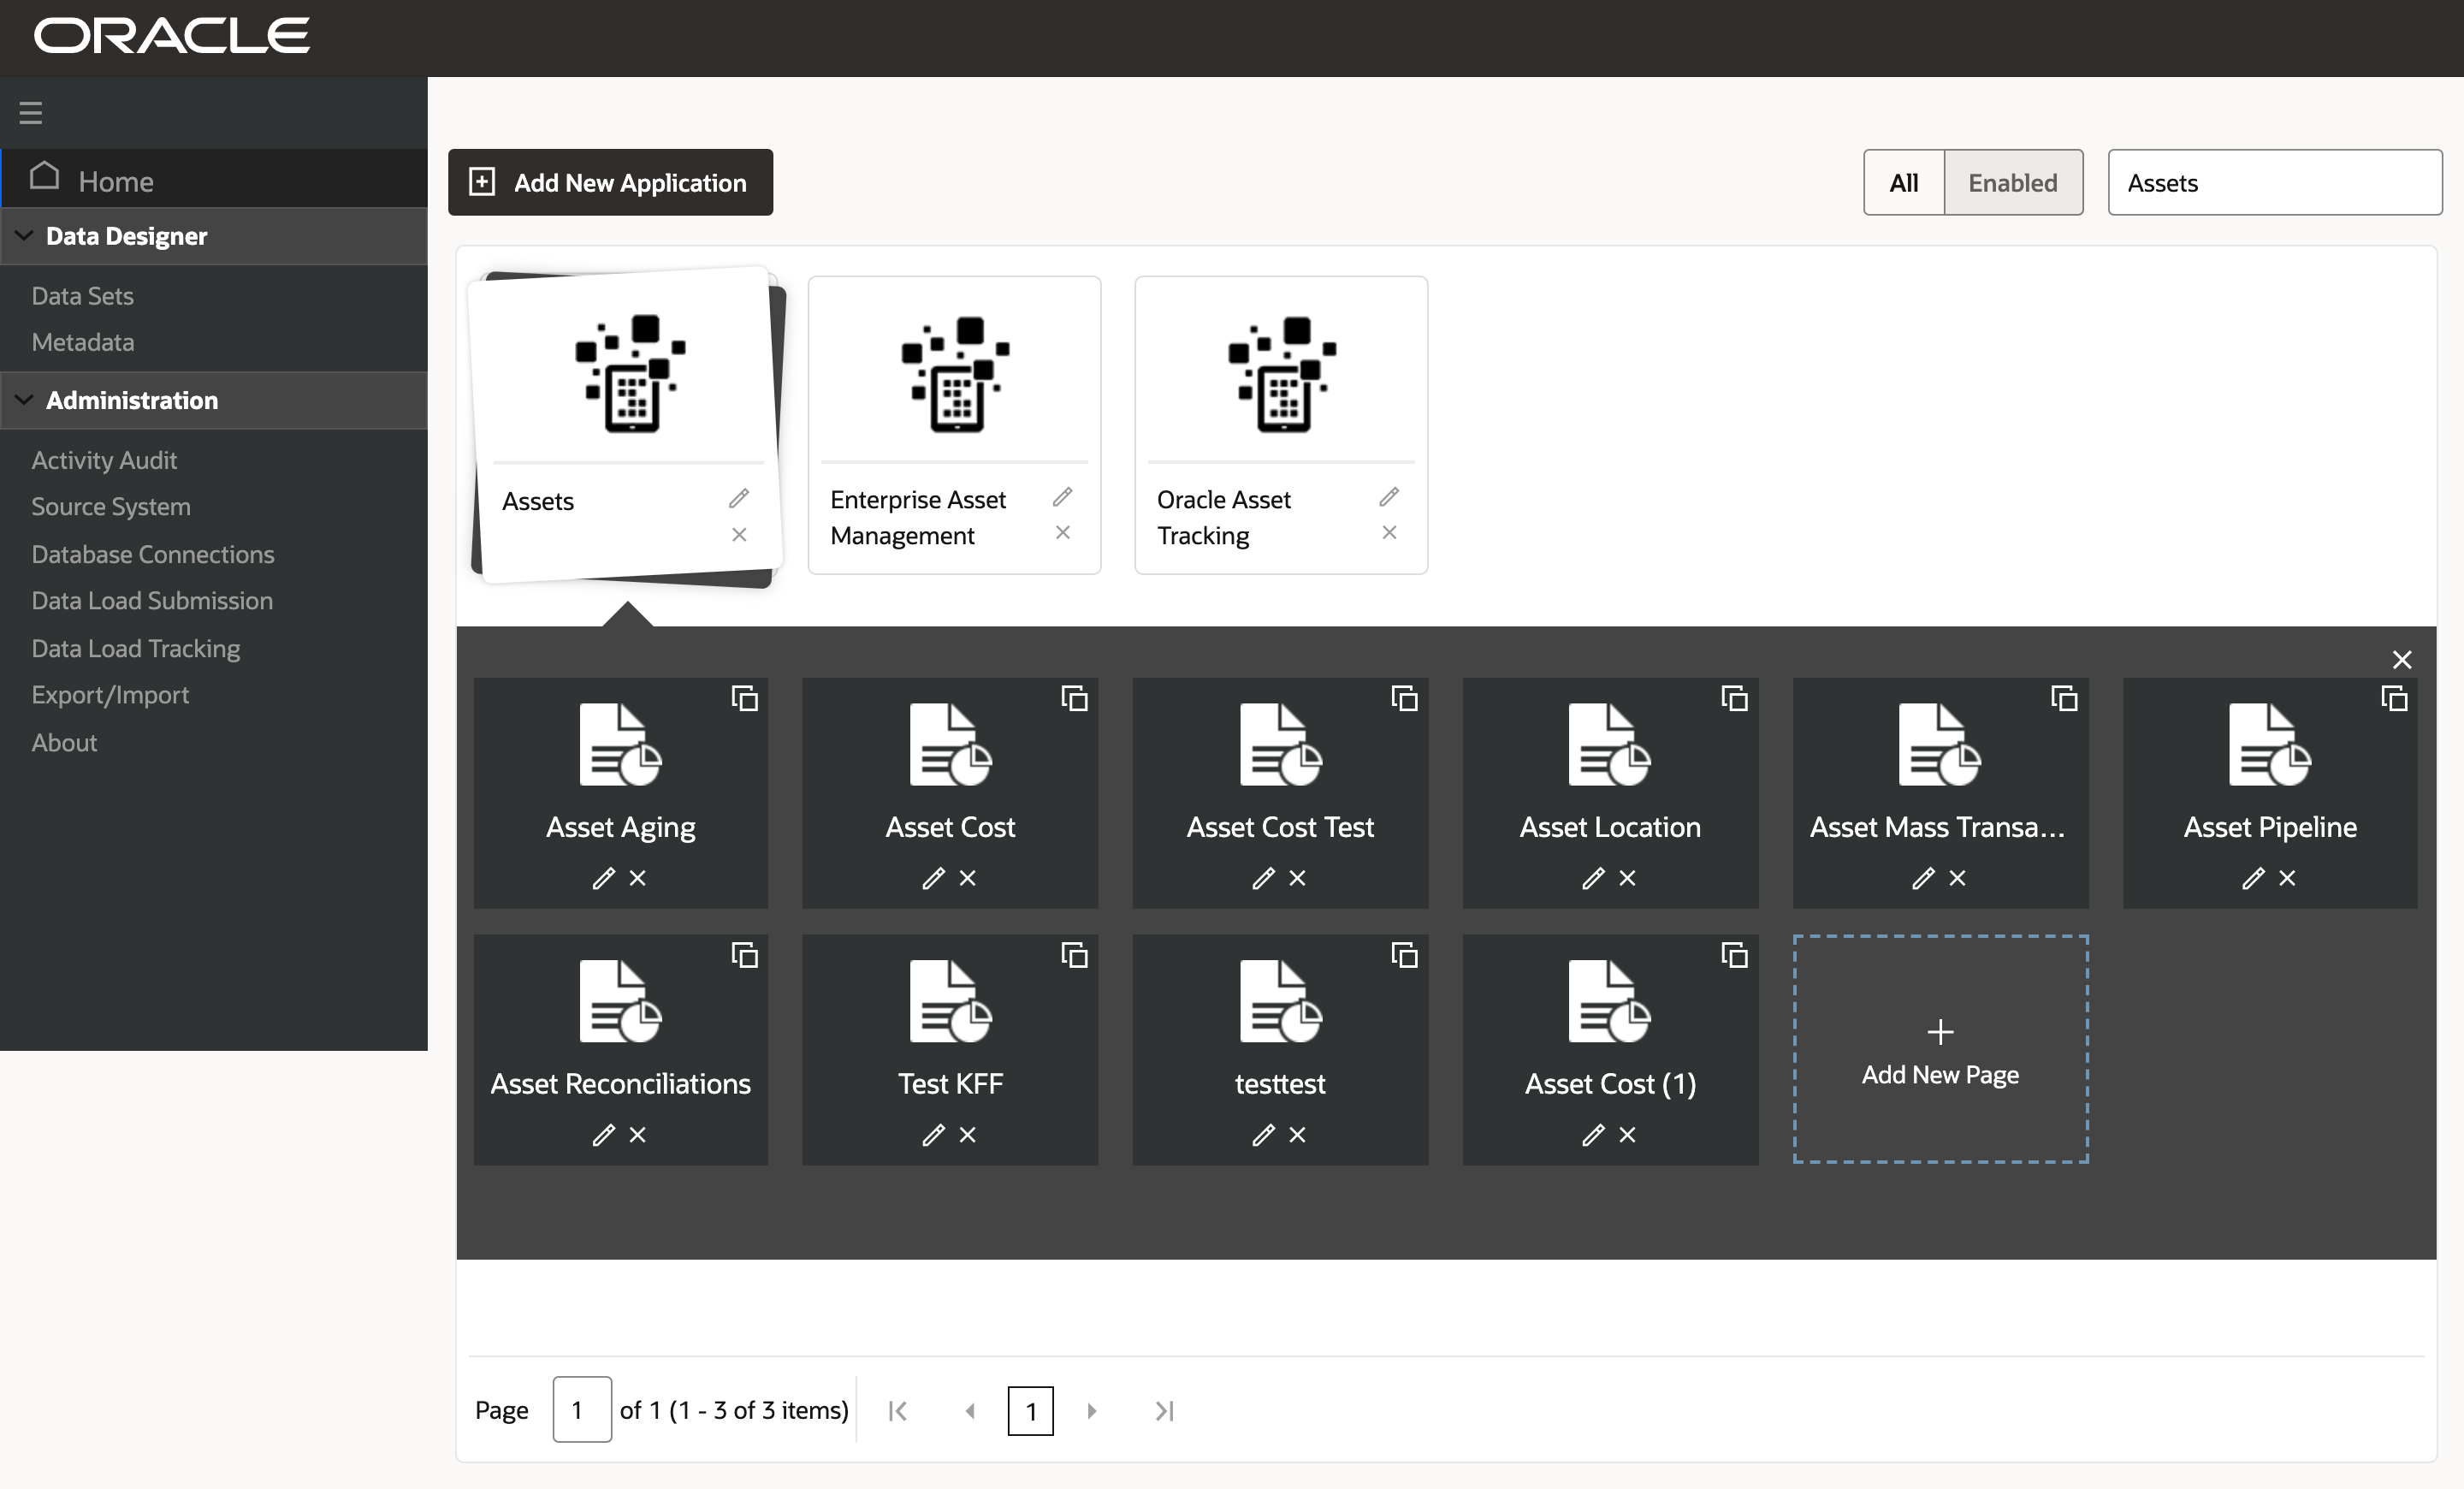 ORACLE
Home
Data Designer
Data Sets
Metadata
Administration
Activity Audit
Source System
Database Connections
Data Load Submission
Data Load Tracking
Export/Import
About
Add New Application
All
Enabled
Assets
Assets
Enterprise Asset
Management
Oracle Asset
Tracking
Asset Aging
Asset Cost
Asset Cost Test
Asset Location
Asset Mass Transa...
Asset Pipeline
Asset Reconciliations
Test KFF
testtest
Asset Cost (1)
Add New Page
Page 1 of 1 (1 - 3 of 3 items) 1